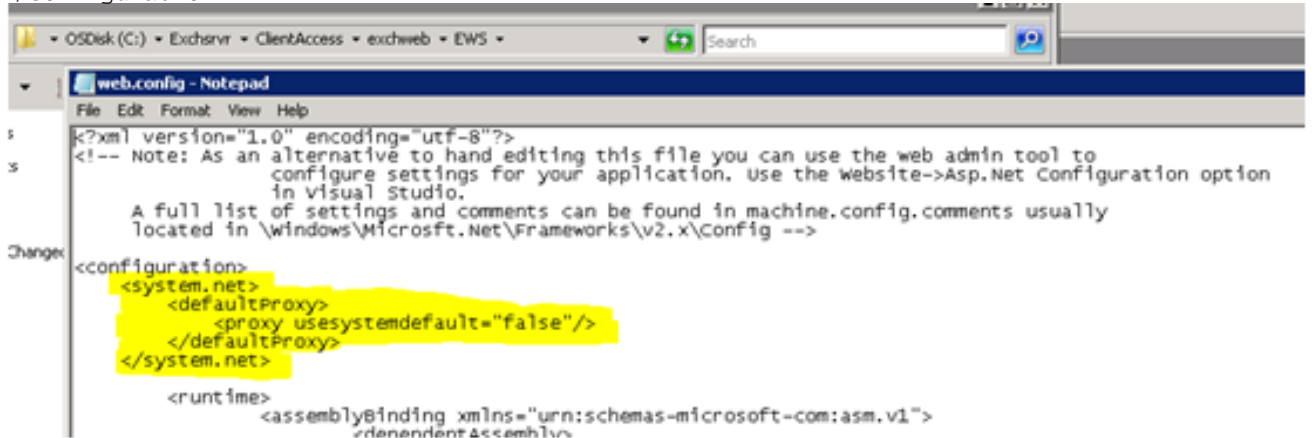 OSDisk (C:) ▾ Exchsrvr ▾ ClientAccess ▾ exchweb ▾ EWS ▾ Search
web.config - Notepad
File Edit Format View Help
<?xml version="1.0" encoding="utf-8"?>
<!-- Note: As an alternative to hand editing this file you can use the web admin tool to
configure settings for your application. Use the Website->Asp.Net Configuration option
in Visual Studio.
A full list of settings and comments can be found in machine.config.comments usually
located in \Windows\Microsft.Net\Frameworks\v2.x\Config -->
Changed
<configuration>
<system.net>
<defaultProxy>
<proxy usesystemdefault="false"/>
</defaultProxy>
</system.net>
<runtime>
<assemblyBinding xmlns="urn:schemas-microsoft-com:asm.v1">
<dependentAssembly>